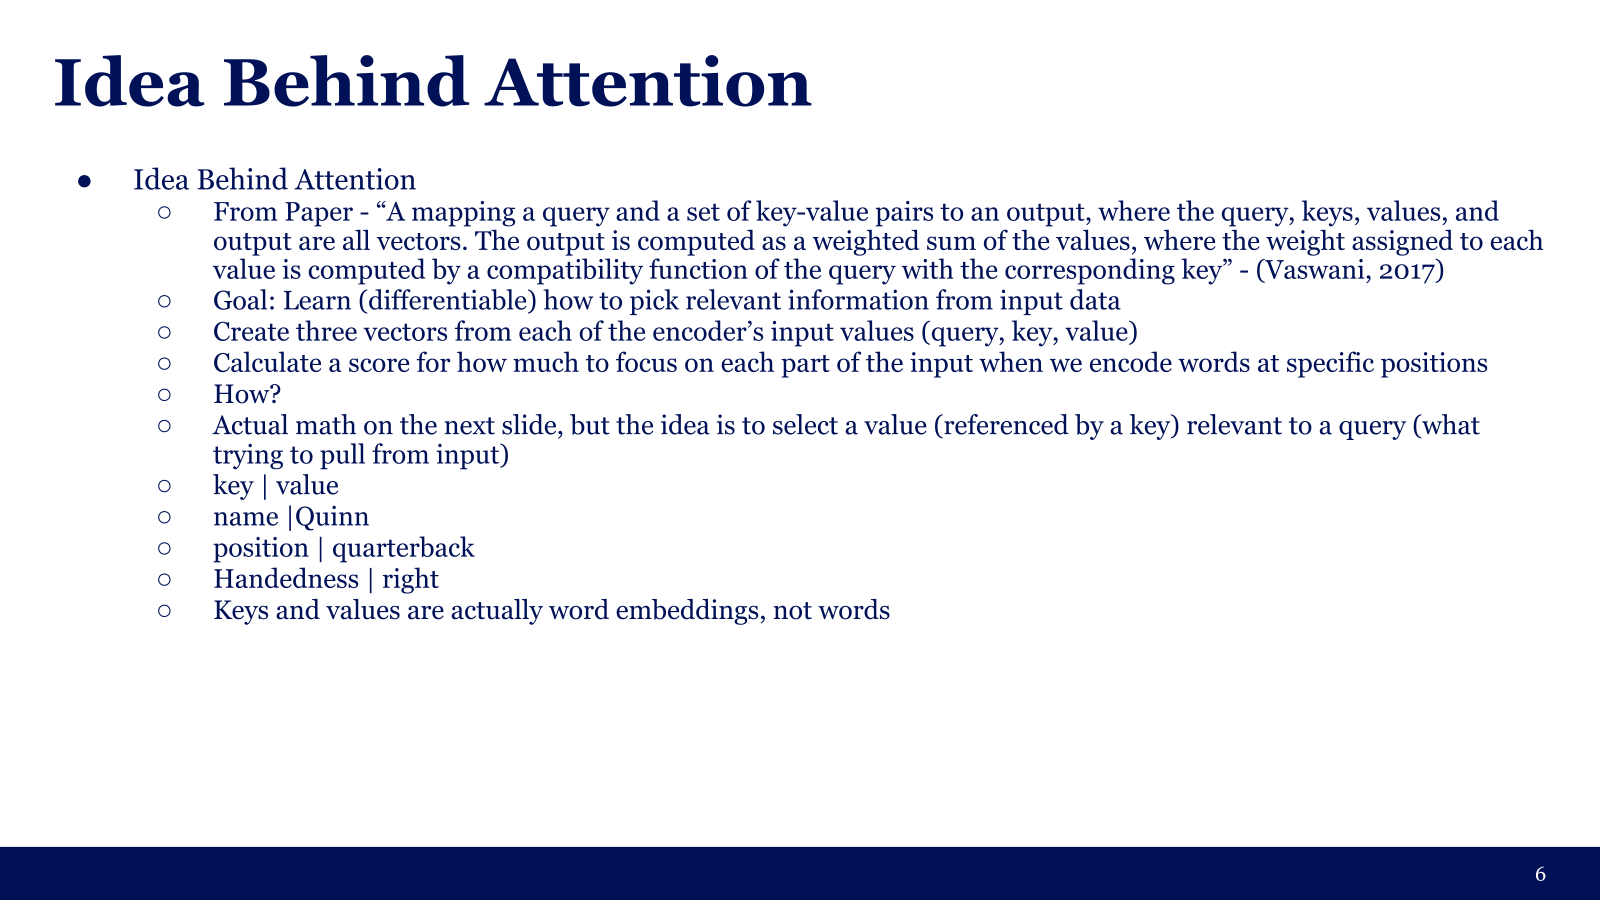 Idea Behind Attention
● Idea Behind Attention
○ From Paper - “A mapping a query and a set of key-value pairs to an output, where the query, keys, values, and
output are all vectors. The output is computed as a weighted sum of the values, where the weight assigned to each
value is computed by a compatibility function of the query with the corresponding key” - (Vaswani, 2017)
○ Goal: Learn (differentiable) how to pick relevant information from input data
○ Create three vectors from each of the encoder’s input values (query, key, value)
○ Calculate a score for how much to focus on each part of the input when we encode words at specific positions
○ How?
○ Actual math on the next slide, but the idea is to select a value (referenced by a key) relevant to a query (what
trying to pull from input)
○ key | value
○ name |Quinn
○ position | quarterback
○ Handedness | right
○ Keys and values are actually word embeddings, not words
6